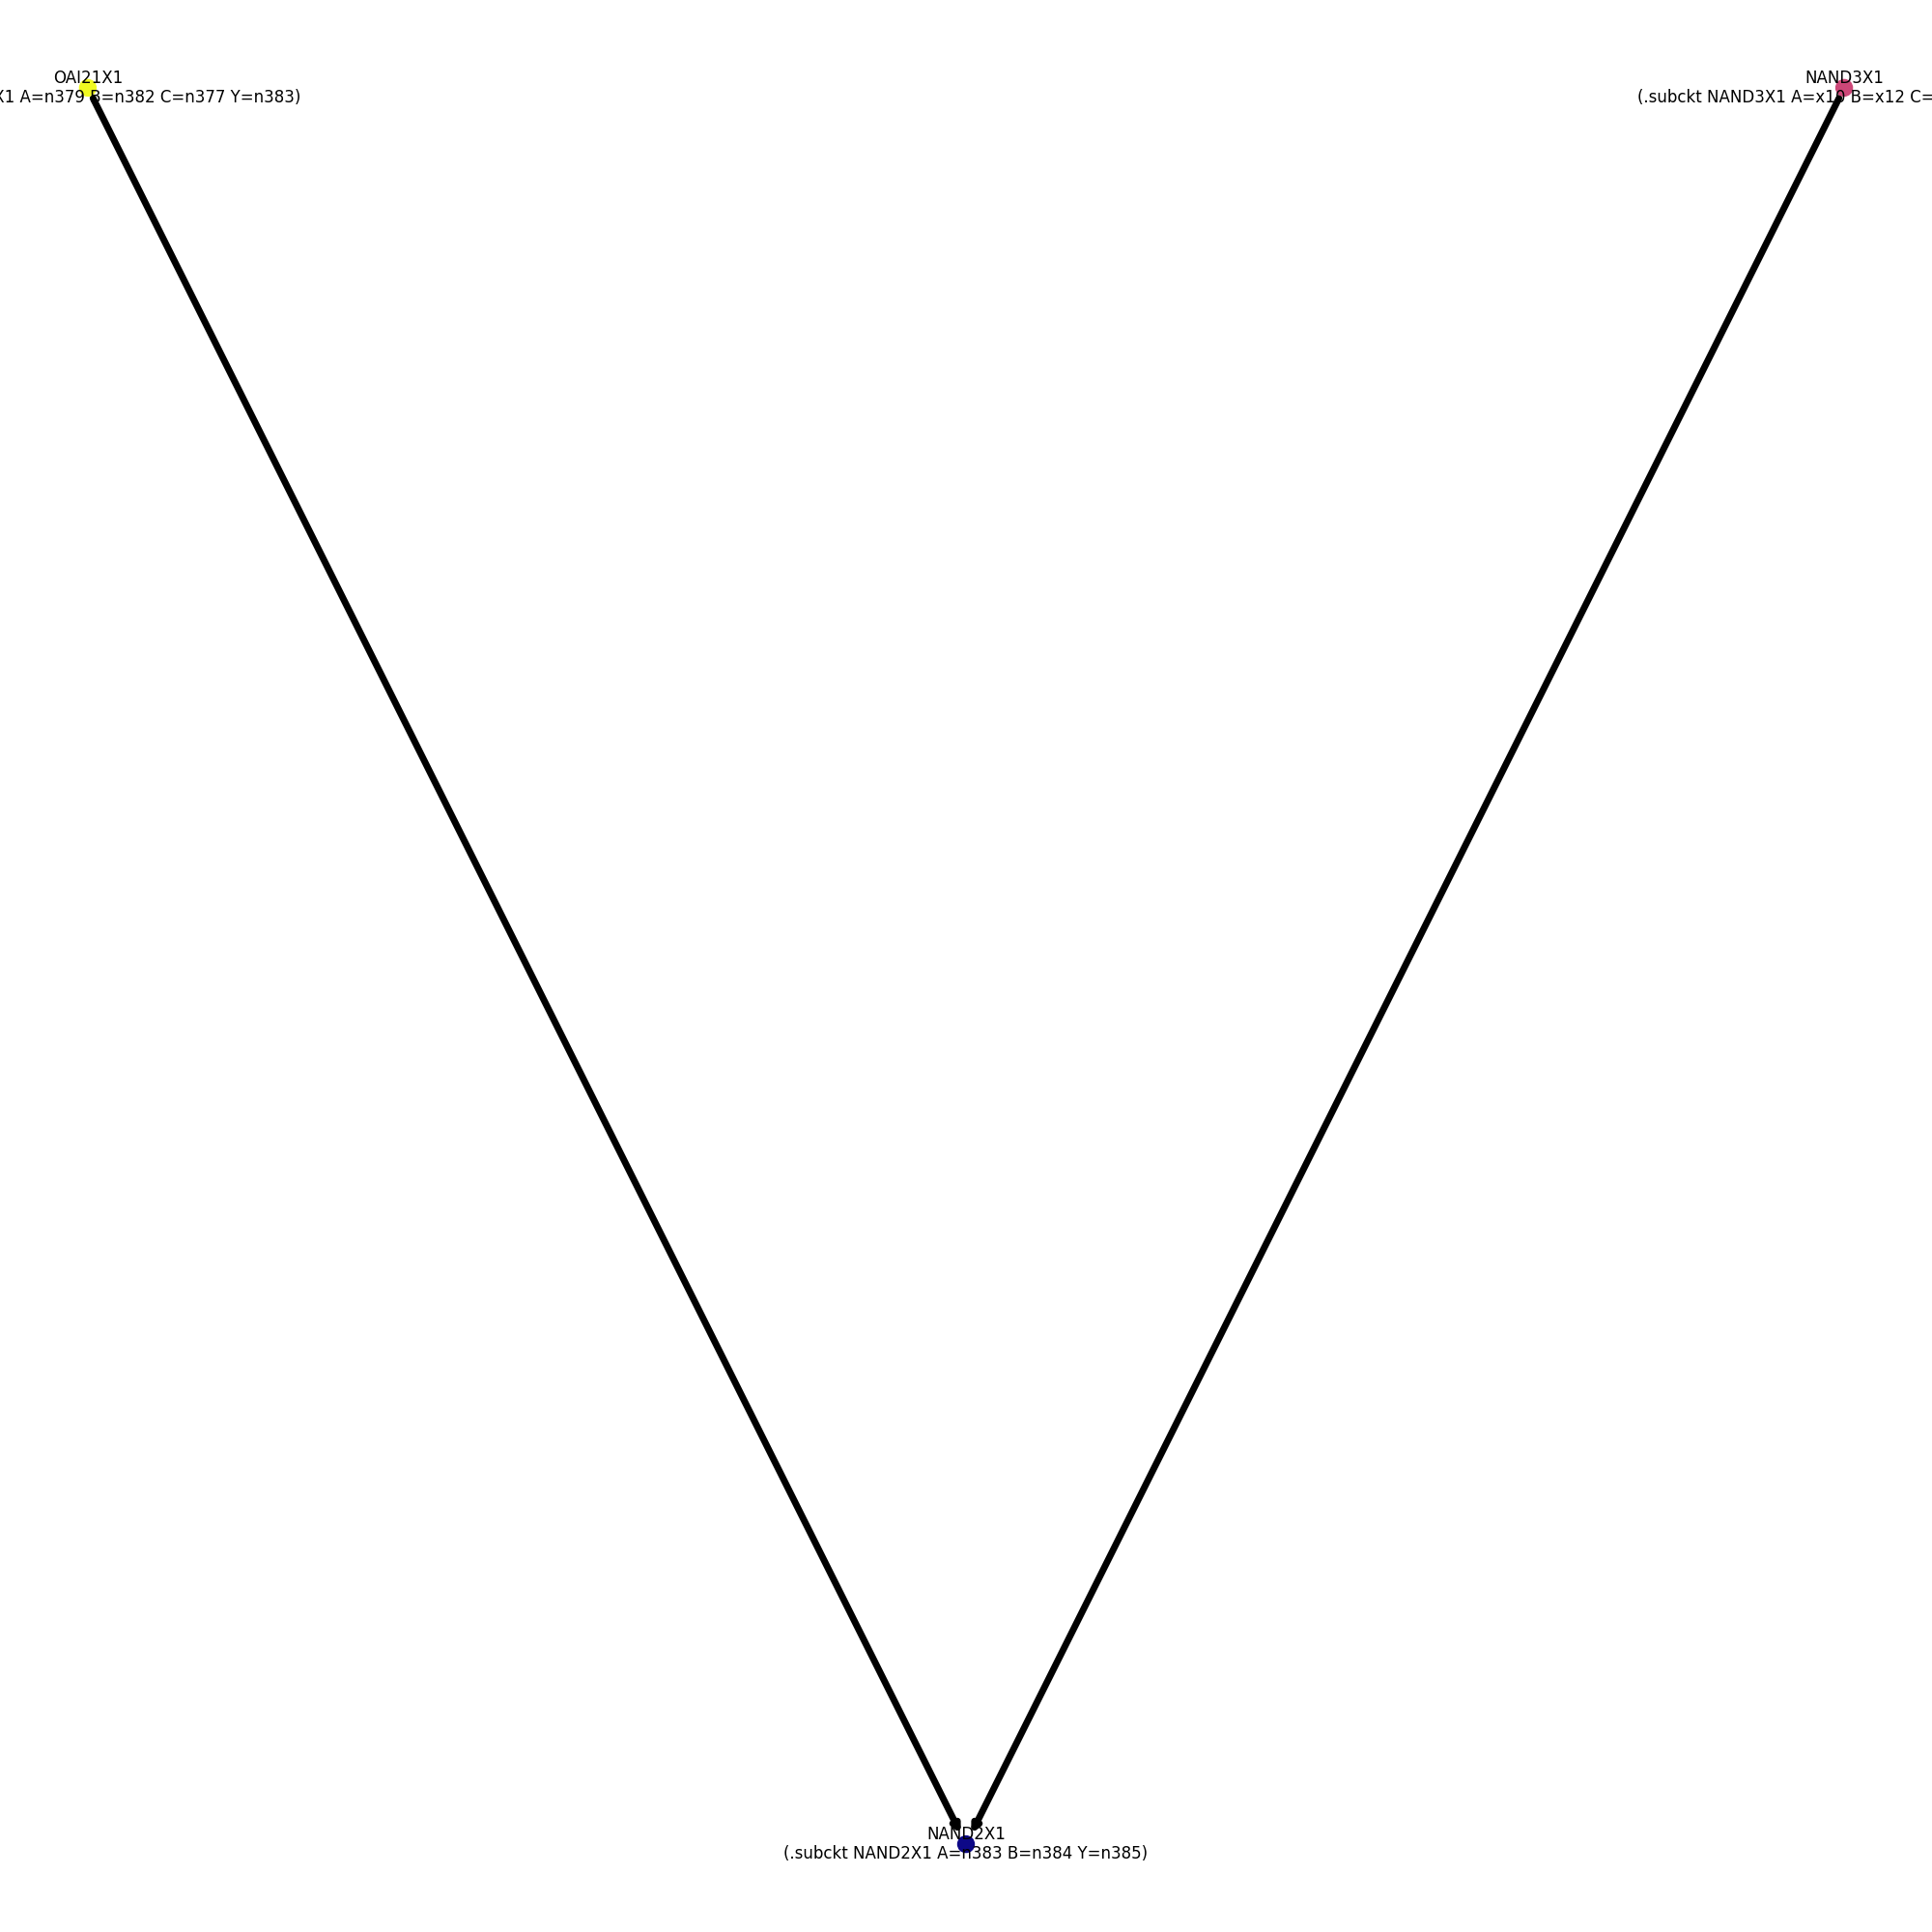 OAI21X1
X1 A=n379 B=n382 C=n377 Y=n383)
NAND3X1
(.subckt NAND3X1 A=x10 B=x12 C=
NAND2X1
(.subckt NAND2X1 A=n383 B=n384 Y=n385)